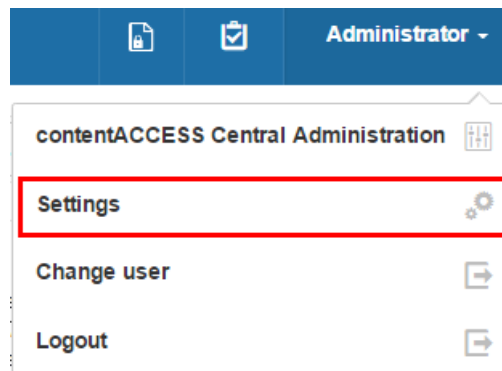 Administrator
contentACCESS Central Administration
Settings
Change user
Logout